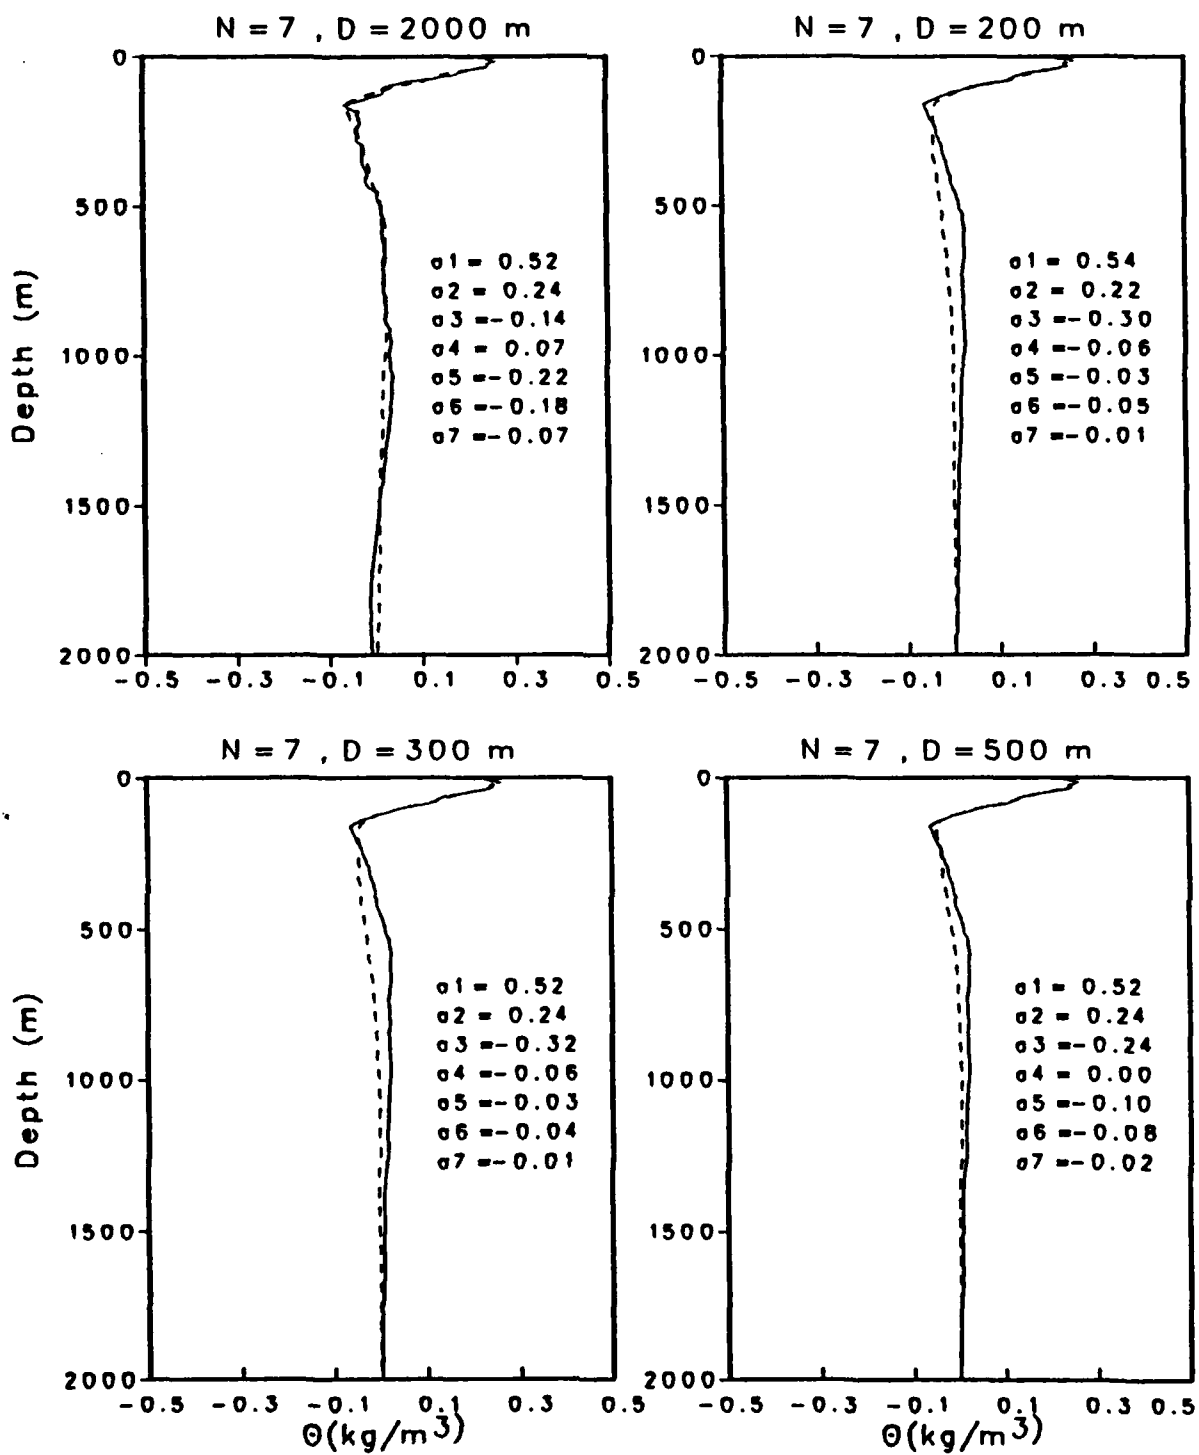 N = 7 , D = 2000 m
0
500
1000
1500
2000
Depth (m)
a1 = 0.52
a2 = 0.24
a3 =-0.14
a4 = 0.07
a5 =-0.22
a6 =-0.18
a7 =-0.07
-0.5 -0.3 -0.1 0.1 0.3 0.5
N = 7 , D = 200 m
0
500
1000
1500
2000
a1 = 0.54
a2 = 0.22
a3 =-0.30
a4 =-0.06
a5 =-0.03
a6 =-0.05
a7 =-0.01
-0.5 -0.3 -0.1 0.1 0.3 0.5
N = 7 , D = 300 m
0
500
1000
1500
2000
Depth (m)
a1 = 0.52
a2 = 0.24
a3 =-0.32
a4 =-0.06
a5 =-0.03
a6 =-0.04
a7 =-0.01
-0.5 -0.3 -0.1 0.1 0.3 0.5
Θ(kg/m³)
N = 7 , D = 500 m
0
500
1000
1500
2000
a1 = 0.52
a2 = 0.24
a3 =-0.24
a4 = 0.00
a5 =-0.10
a6 =-0.08
a7 =-0.02
-0.5 -0.3 -0.1 0.1 0.3 0.5
Θ(kg/m³)